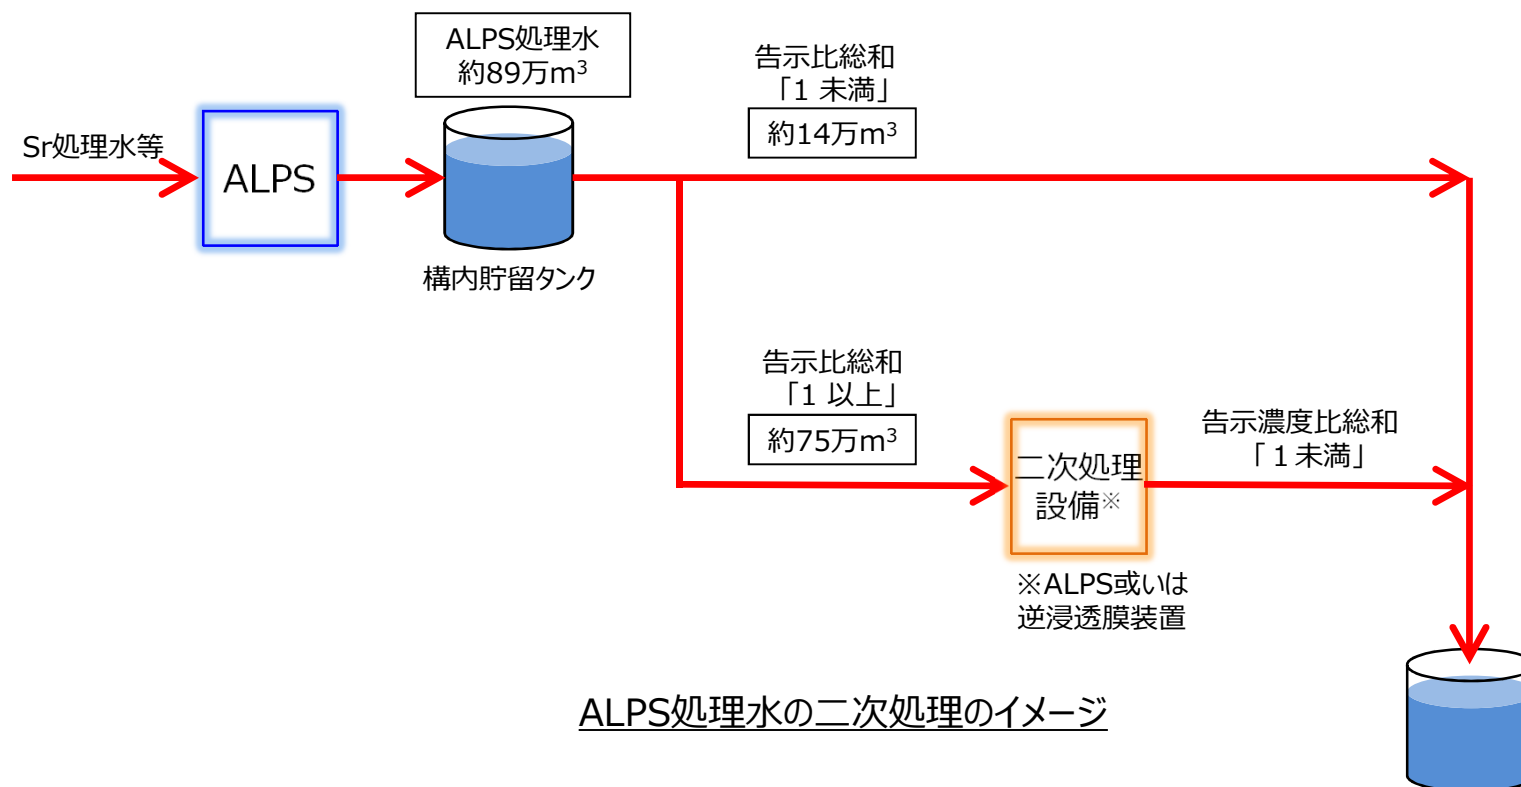 ALPS処理水
約89万m³
告示比総和
「1 未満」
約14万m³
Sr処理水等
ALPS
構内貯留タンク
告示比総和
「1 以上」
約75万m³
二次処理
設備※
告示濃度比総和
「1未満」
※ALPS或いは
逆浸透膜装置
ALPS処理水の二次処理のイメージ